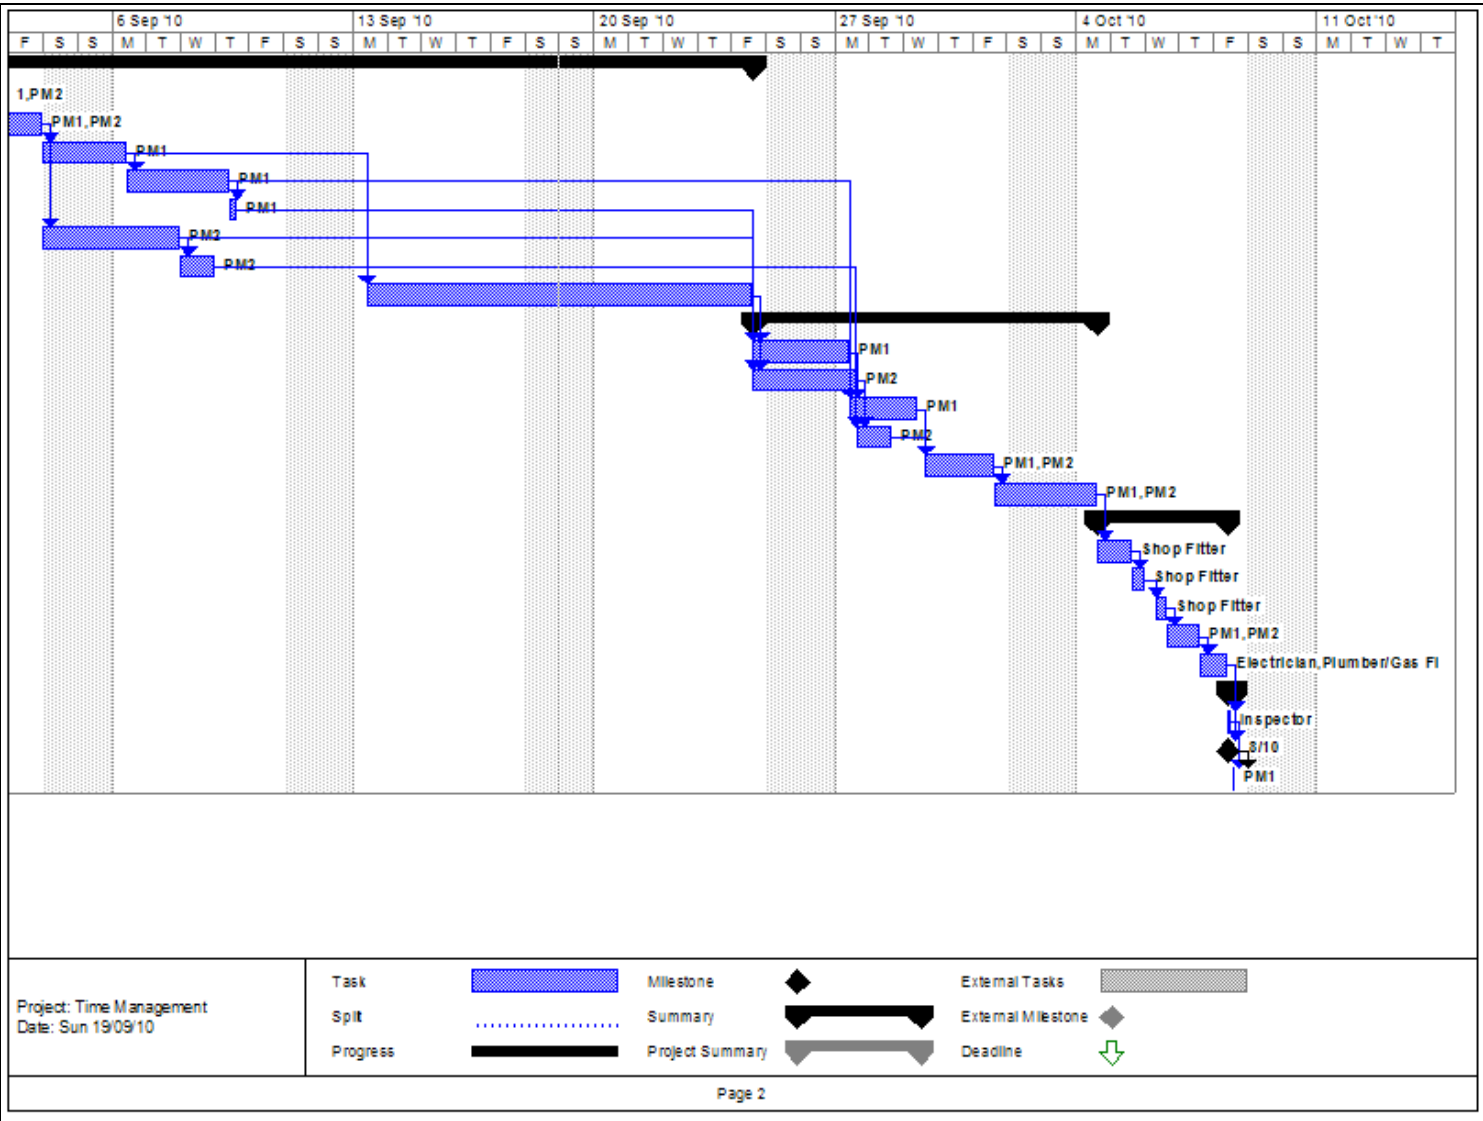 6 Sep '10 13 Sep '10 20 Sep '10 27 Sep '10 4 Oct '10 11 Oct '10
F S S M T W T F S S M T W T F S S M T W T F S S M T W T F S S M T W T F S S M T W T
1,PM2
PM1,PM2
PM1
PM1
PM1
PM2
PM2
PM1
PM2
PM1
PM2
PM1,PM2
PM1,PM2
Shop Fitter
Shop Fitter
Shop Fitter
PM1,PM2
Electrician,Plumber/Gas Fi
Inspector
8/10
PM1
Task Milestone External Tasks
Project: Time Management
Date: Sun 19/09/10
Split Summary External Milestone
Progress Project Summary Deadline
Page 2